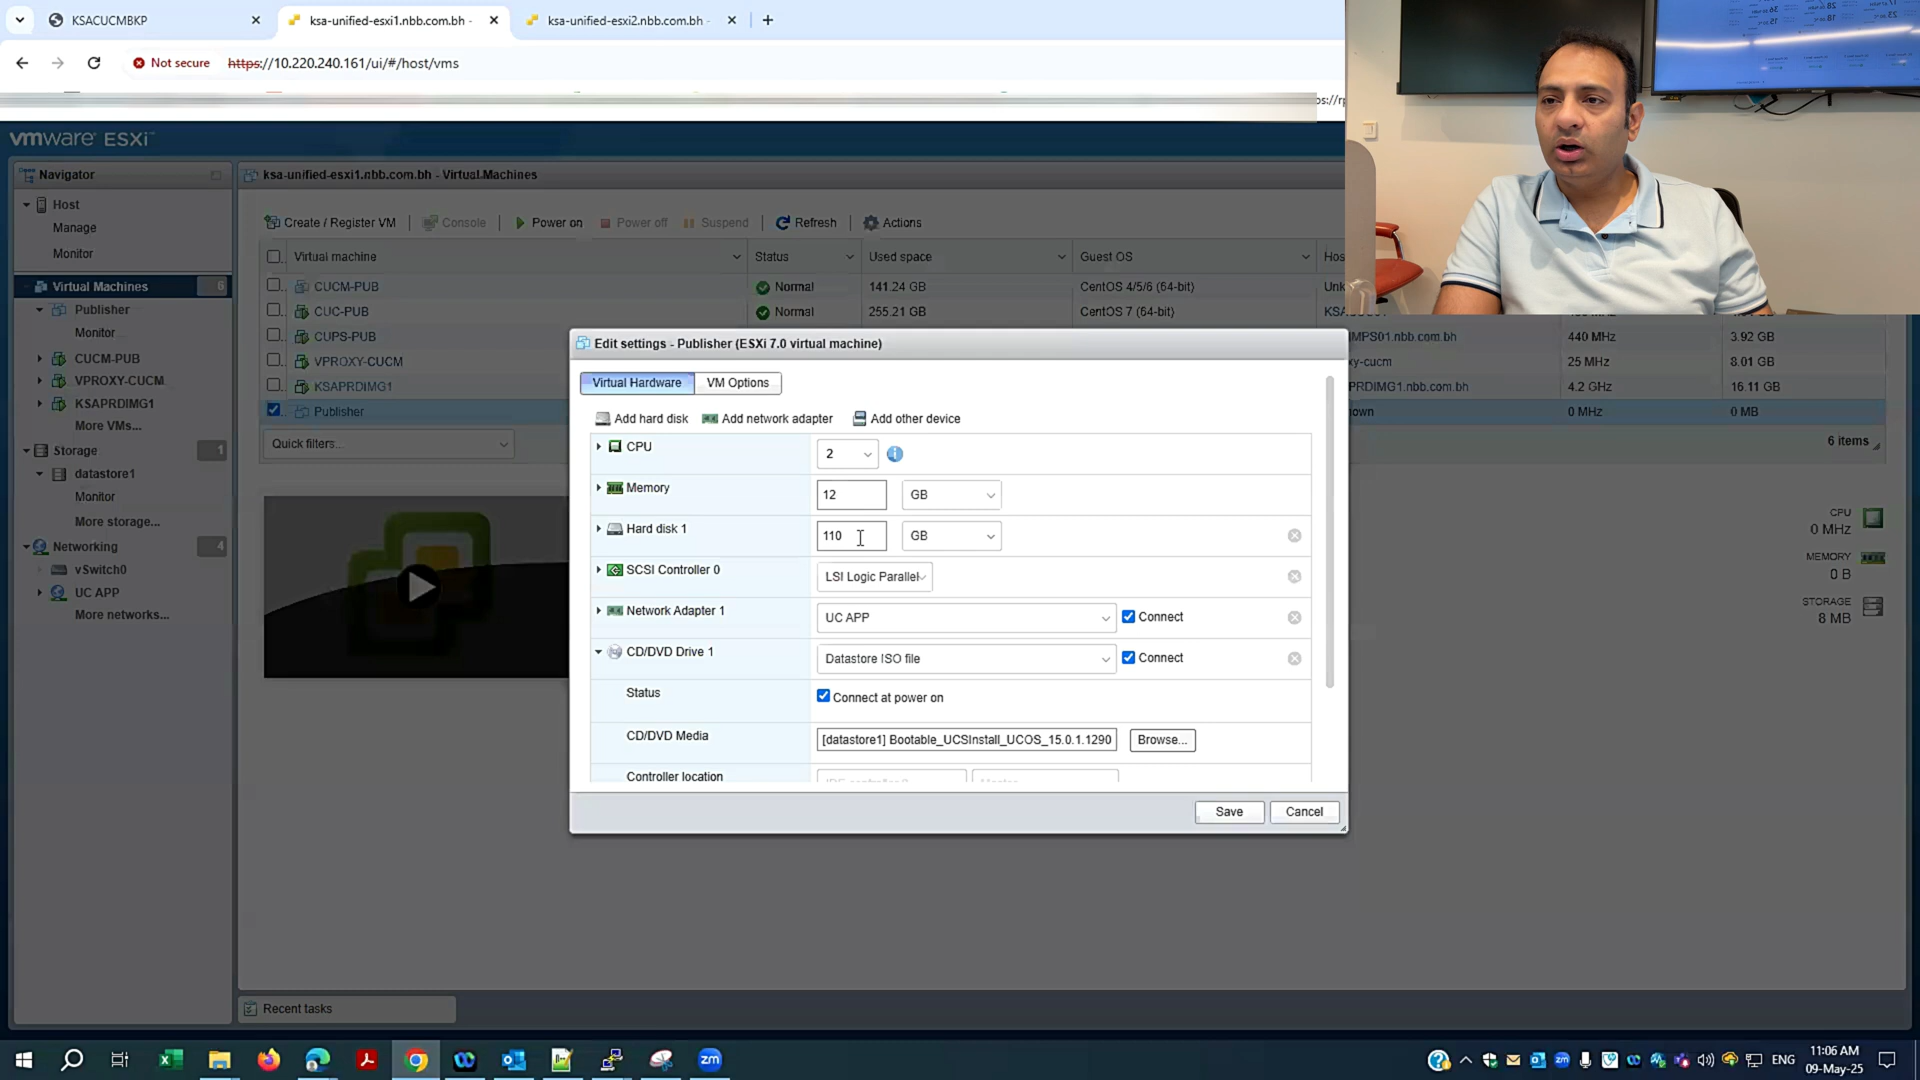 KSACUCMBKP
ksa-unified-esxi1.nbb.com.bh -
ksa-unified-esxi2.nbb.com.bh -
Not secure
https://10.220.240.161/ui/#/host/vms
vmware ESXi
Navigator
ksa-unified-esxi1.nbb.com.bh - Virtual Machines
Host
Manage
Monitor
Virtual Machines 6
Publisher
Monitor
CUCM-PUB
VPROXY-CUCM
KSAPRDIMG1
More VMs...
Storage 1
datastore1
Monitor
More storage...
Networking 4
vSwitch0
UC APP
More networks...
Create / Register VM
Console
Power on
Power off
Suspend
Refresh
Actions
Virtual machine Status Used space Guest OS
CUCM-PUB Normal 141.24 GB CentOS 4/5/6 (64-bit)
CUC-PUB Normal 255.21 GB CentOS 7 (64-bit)
CUPS-PUB 440 MHz 3.92 GB
VPROXY-CUCM 25 MHz 8.01 GB
KSAPRDIMG1 4.2 GHz 16.11 GB
Publisher 0 MHz 0 MB
Quick filters...
6 items
Edit settings - Publisher (ESXi 7.0 virtual machine)
Virtual Hardware
VM Options
Add hard disk
Add network adapter
Add other device
CPU 2
Memory 12 GB
Hard disk 1 110 GB
SCSI Controller 0 LSI Logic Parallel
Network Adapter 1 UC APP Connect
CD/DVD Drive 1 Datastore ISO file Connect
Status Connect at power on
CD/DVD Media [datastore1] Bootable_UCSInstall_UCOS_15.0.1.1290 Browse...
Controller location
Save
Cancel
CPU
0 MHz
MEMORY
0 B
STORAGE
8 MB
Recent tasks
ENG
11:06 AM
09-May-25